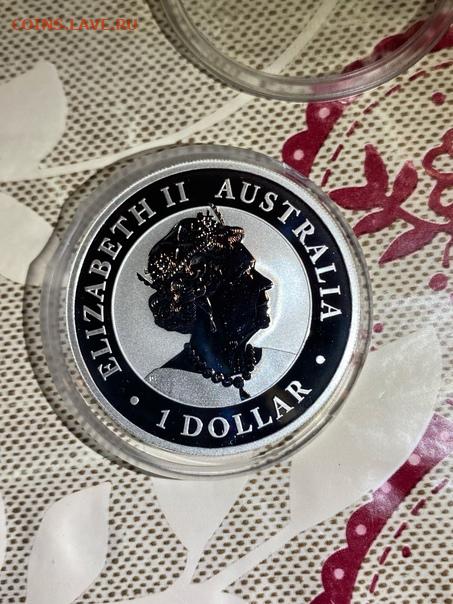 COINS.LAVE.RU
ELIZABETH II AUSTRALIA
• 1 DOLLAR •